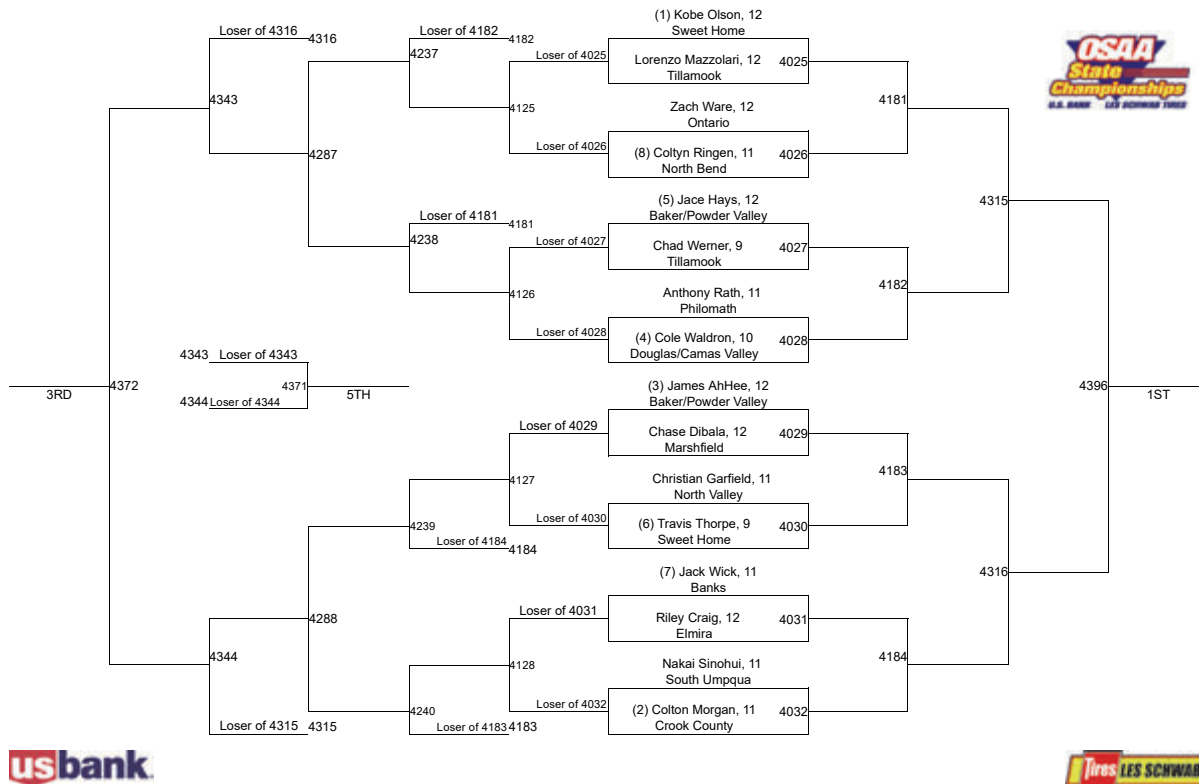 (1) Kobe Olson, 12
Sweet Home
Loser of 4316
4316
Loser of 4182
4182
4237
Loser of 4025
Lorenzo Mazzolari, 12
Tillamook
4025
OSAA
State
Championships
U.S. BANK LES SCHWAB TIRES
4343
4125
Zach Ware, 12
Ontario
4181
4287
Loser of 4026
(8) Coltyn Ringen, 11
North Bend
4026
(5) Jace Hays, 12
Baker/Powder Valley
4315
Loser of 4181
4181
4238
Loser of 4027
Chad Werner, 9
Tillamook
4027
4126
Anthony Rath, 11
Philomath
4182
Loser of 4028
(4) Cole Waldron, 10
Douglas/Camas Valley
4028
4343
Loser of 4343
4372
4371
3RD
5TH
4344
Loser of 4344
(3) James AhHee, 12
Baker/Powder Valley
4396
1ST
Loser of 4029
Chase Dibala, 12
Marshfield
4029
4127
Christian Garfield, 11
North Valley
4183
4239
Loser of 4030
(6) Travis Thorpe, 9
Sweet Home
4030
Loser of 4184
4184
(7) Jack Wick, 11
Banks
4316
Loser of 4031
Riley Craig, 12
Elmira
4031
4288
4344
4128
Nakai Sinohui, 11
South Umpqua
4184
4240
Loser of 4032
(2) Colton Morgan, 11
Crook County
4032
Loser of 4315
4315
Loser of 4183
4183
usbank
Tires LES SCHWAB